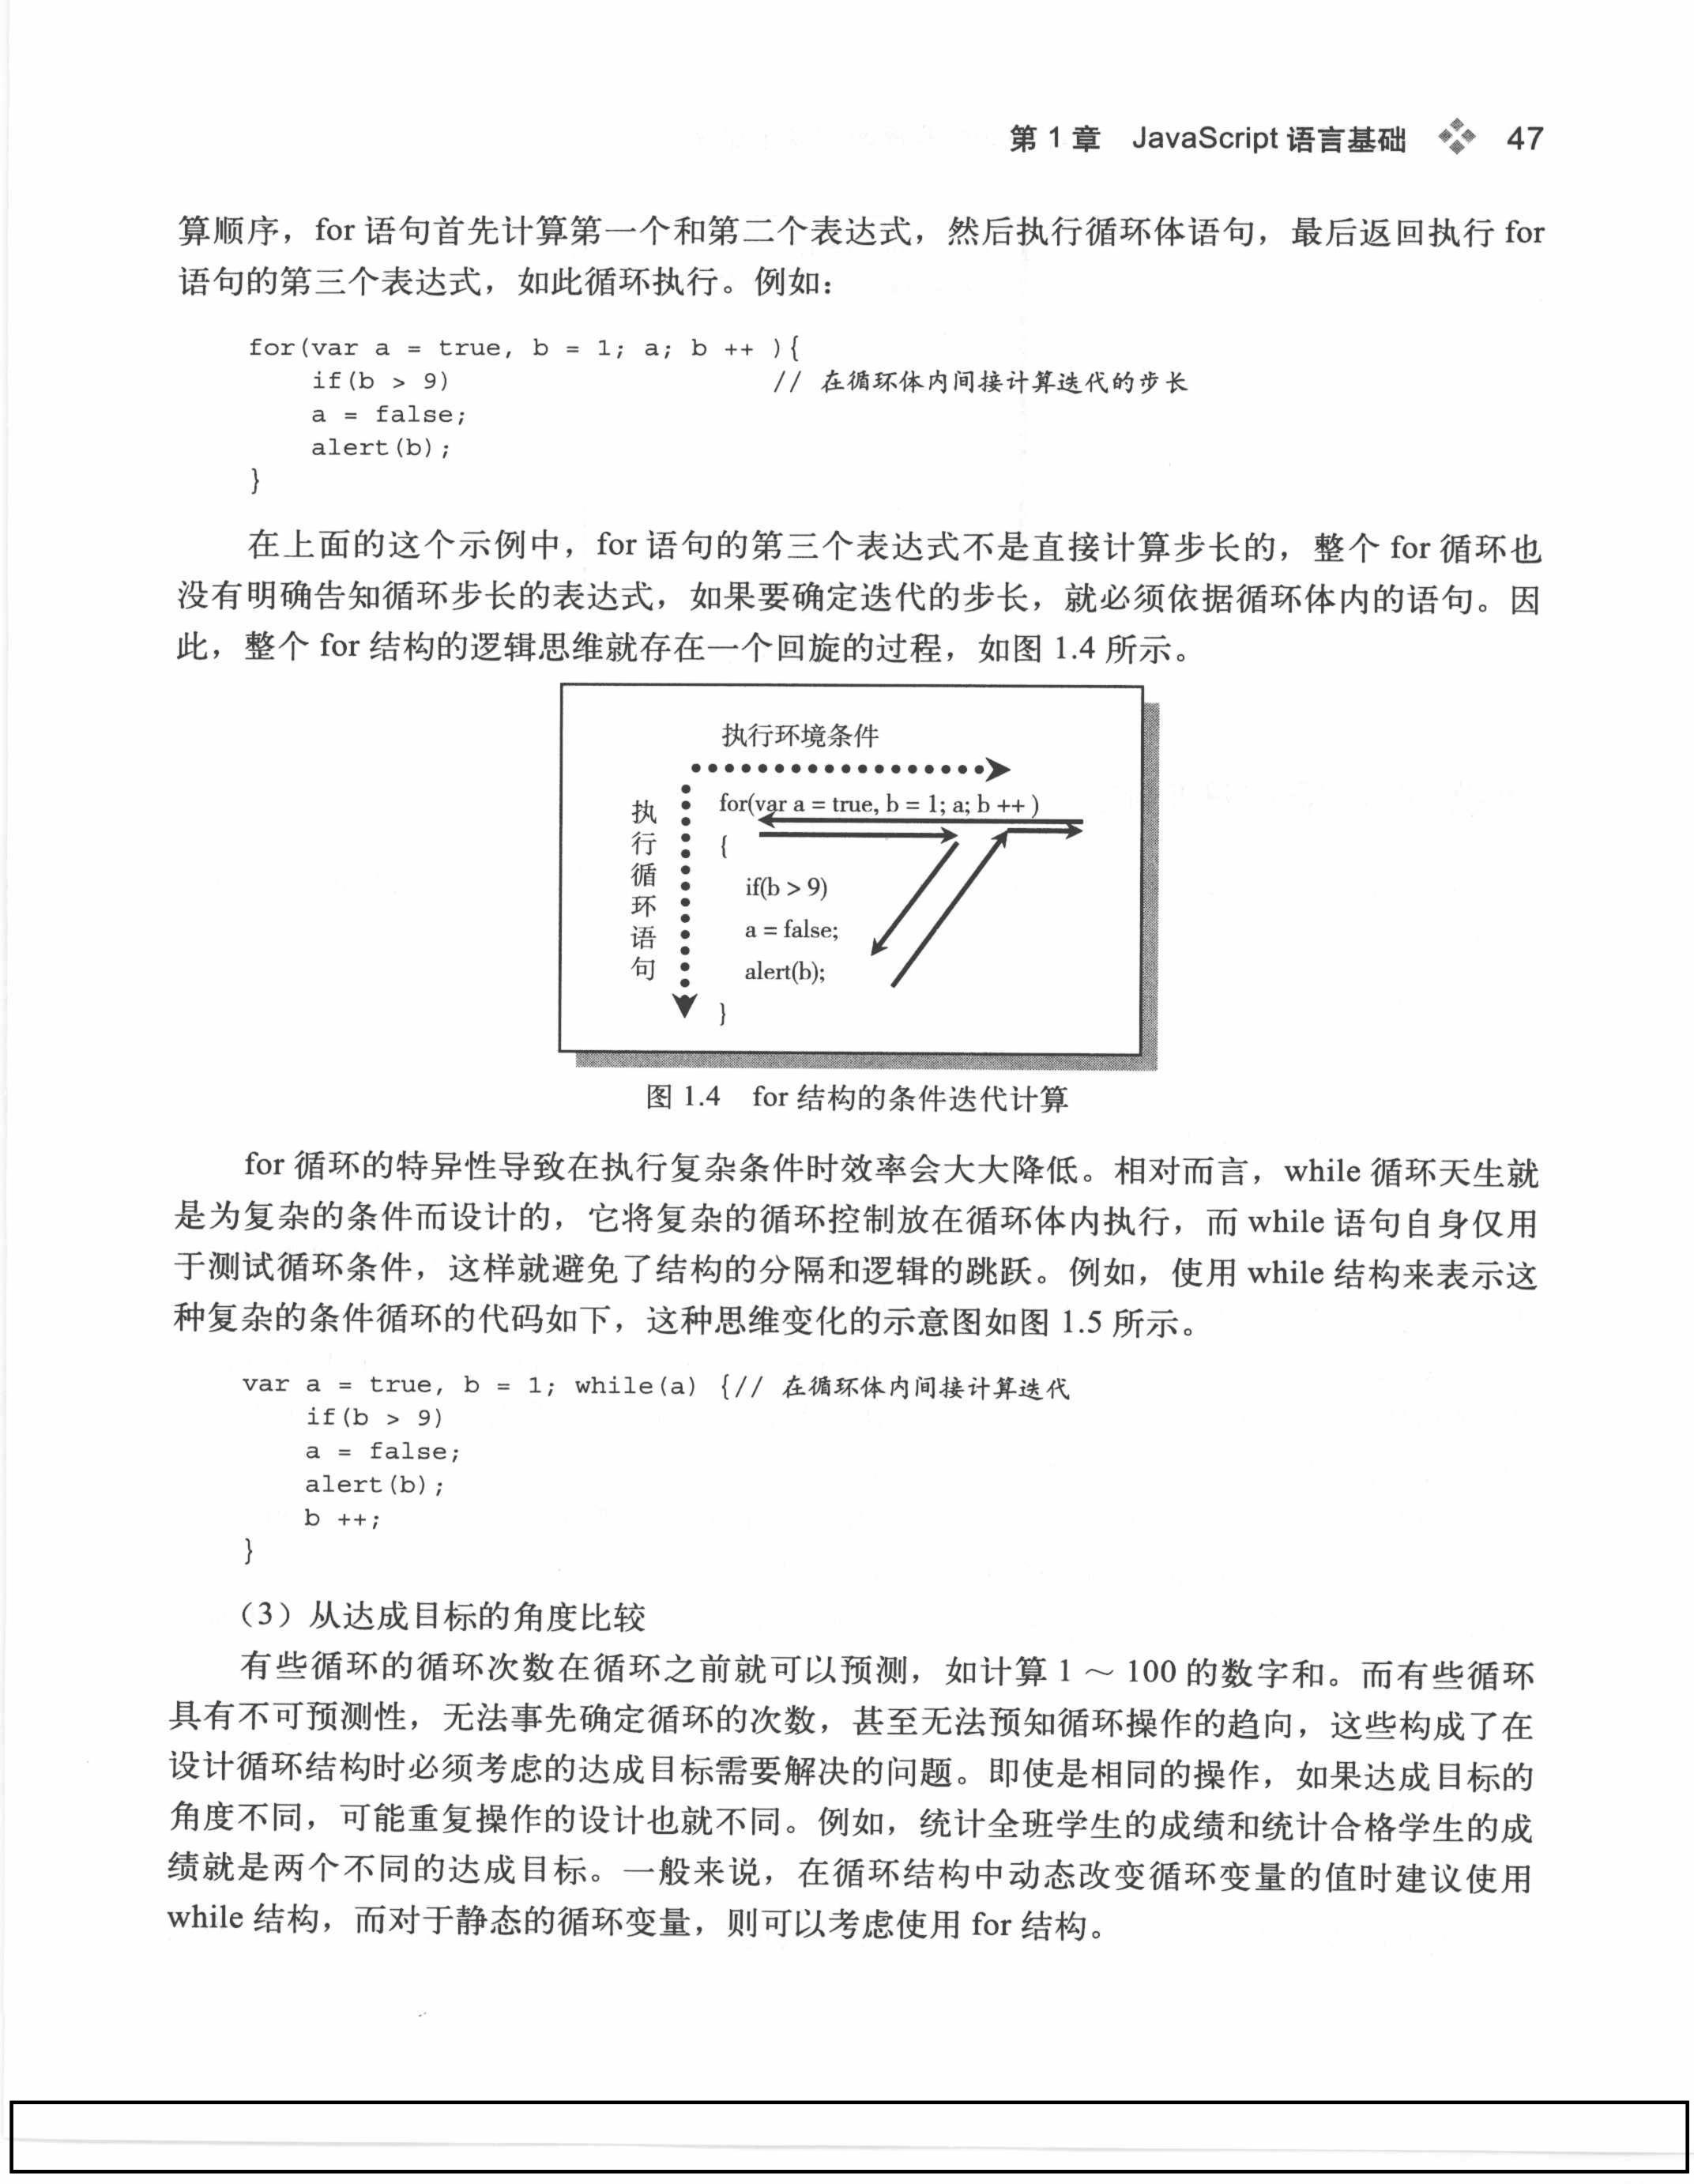 第 1 章 JavaScript 语言基础 47
算顺序，for 语句首先计算第一个和第二个表达式，然后执行循环体语句，最后返回执行 for
语句的第三个表达式，如此循环执行。例如：
for(var a = true, b = 1; a; b ++ ){
if(b > 9) // 在循环体内间接计算迭代的步长
a = false;
alert(b);
}
在上面的这个示例中，for 语句的第三个表达式不是直接计算步长的，整个 for 循环也
没有明确告知循环步长的表达式，如果要确定迭代的步长，就必须依据循环体内的语句。因
此，整个 for 结构的逻辑思维就存在一个回旋的过程，如图 1.4 所示。
执行环境条件
执行循环语句
for(var a = true, b = 1; a; b ++ )
{
if(b > 9)
a = false;
alert(b);
}
图 1.4 for 结构的条件迭代计算
for 循环的特异性导致在执行复杂条件时效率会大大降低。相对而言，while 循环天生就
是为复杂的条件而设计的，它将复杂的循环控制放在循环体内执行，而 while 语句自身仅用
于测试循环条件，这样就避免了结构的分隔和逻辑的跳跃。例如，使用 while 结构来表示这
种复杂的条件循环的代码如下，这种思维变化的示意图如图 1.5 所示。
var a = true, b = 1; while(a) {// 在循环体内间接计算迭代
if(b > 9)
a = false;
alert(b);
b ++;
}
（3）从达成目标的角度比较
有些循环的循环次数在循环之前就可以预测，如计算 1 ～ 100 的数字和。而有些循环
具有不可预测性，无法事先确定循环的次数，甚至无法预知循环操作的趋向，这些构成了在
设计循环结构时必须考虑的达成目标需要解决的问题。即使是相同的操作，如果达成目标的
角度不同，可能重复操作的设计也就不同。例如，统计全班学生的成绩和统计合格学生的成
绩就是两个不同的达成目标。一般来说，在循环结构中动态改变循环变量的值时建议使用
while 结构，而对于静态的循环变量，则可以考虑使用 for 结构。